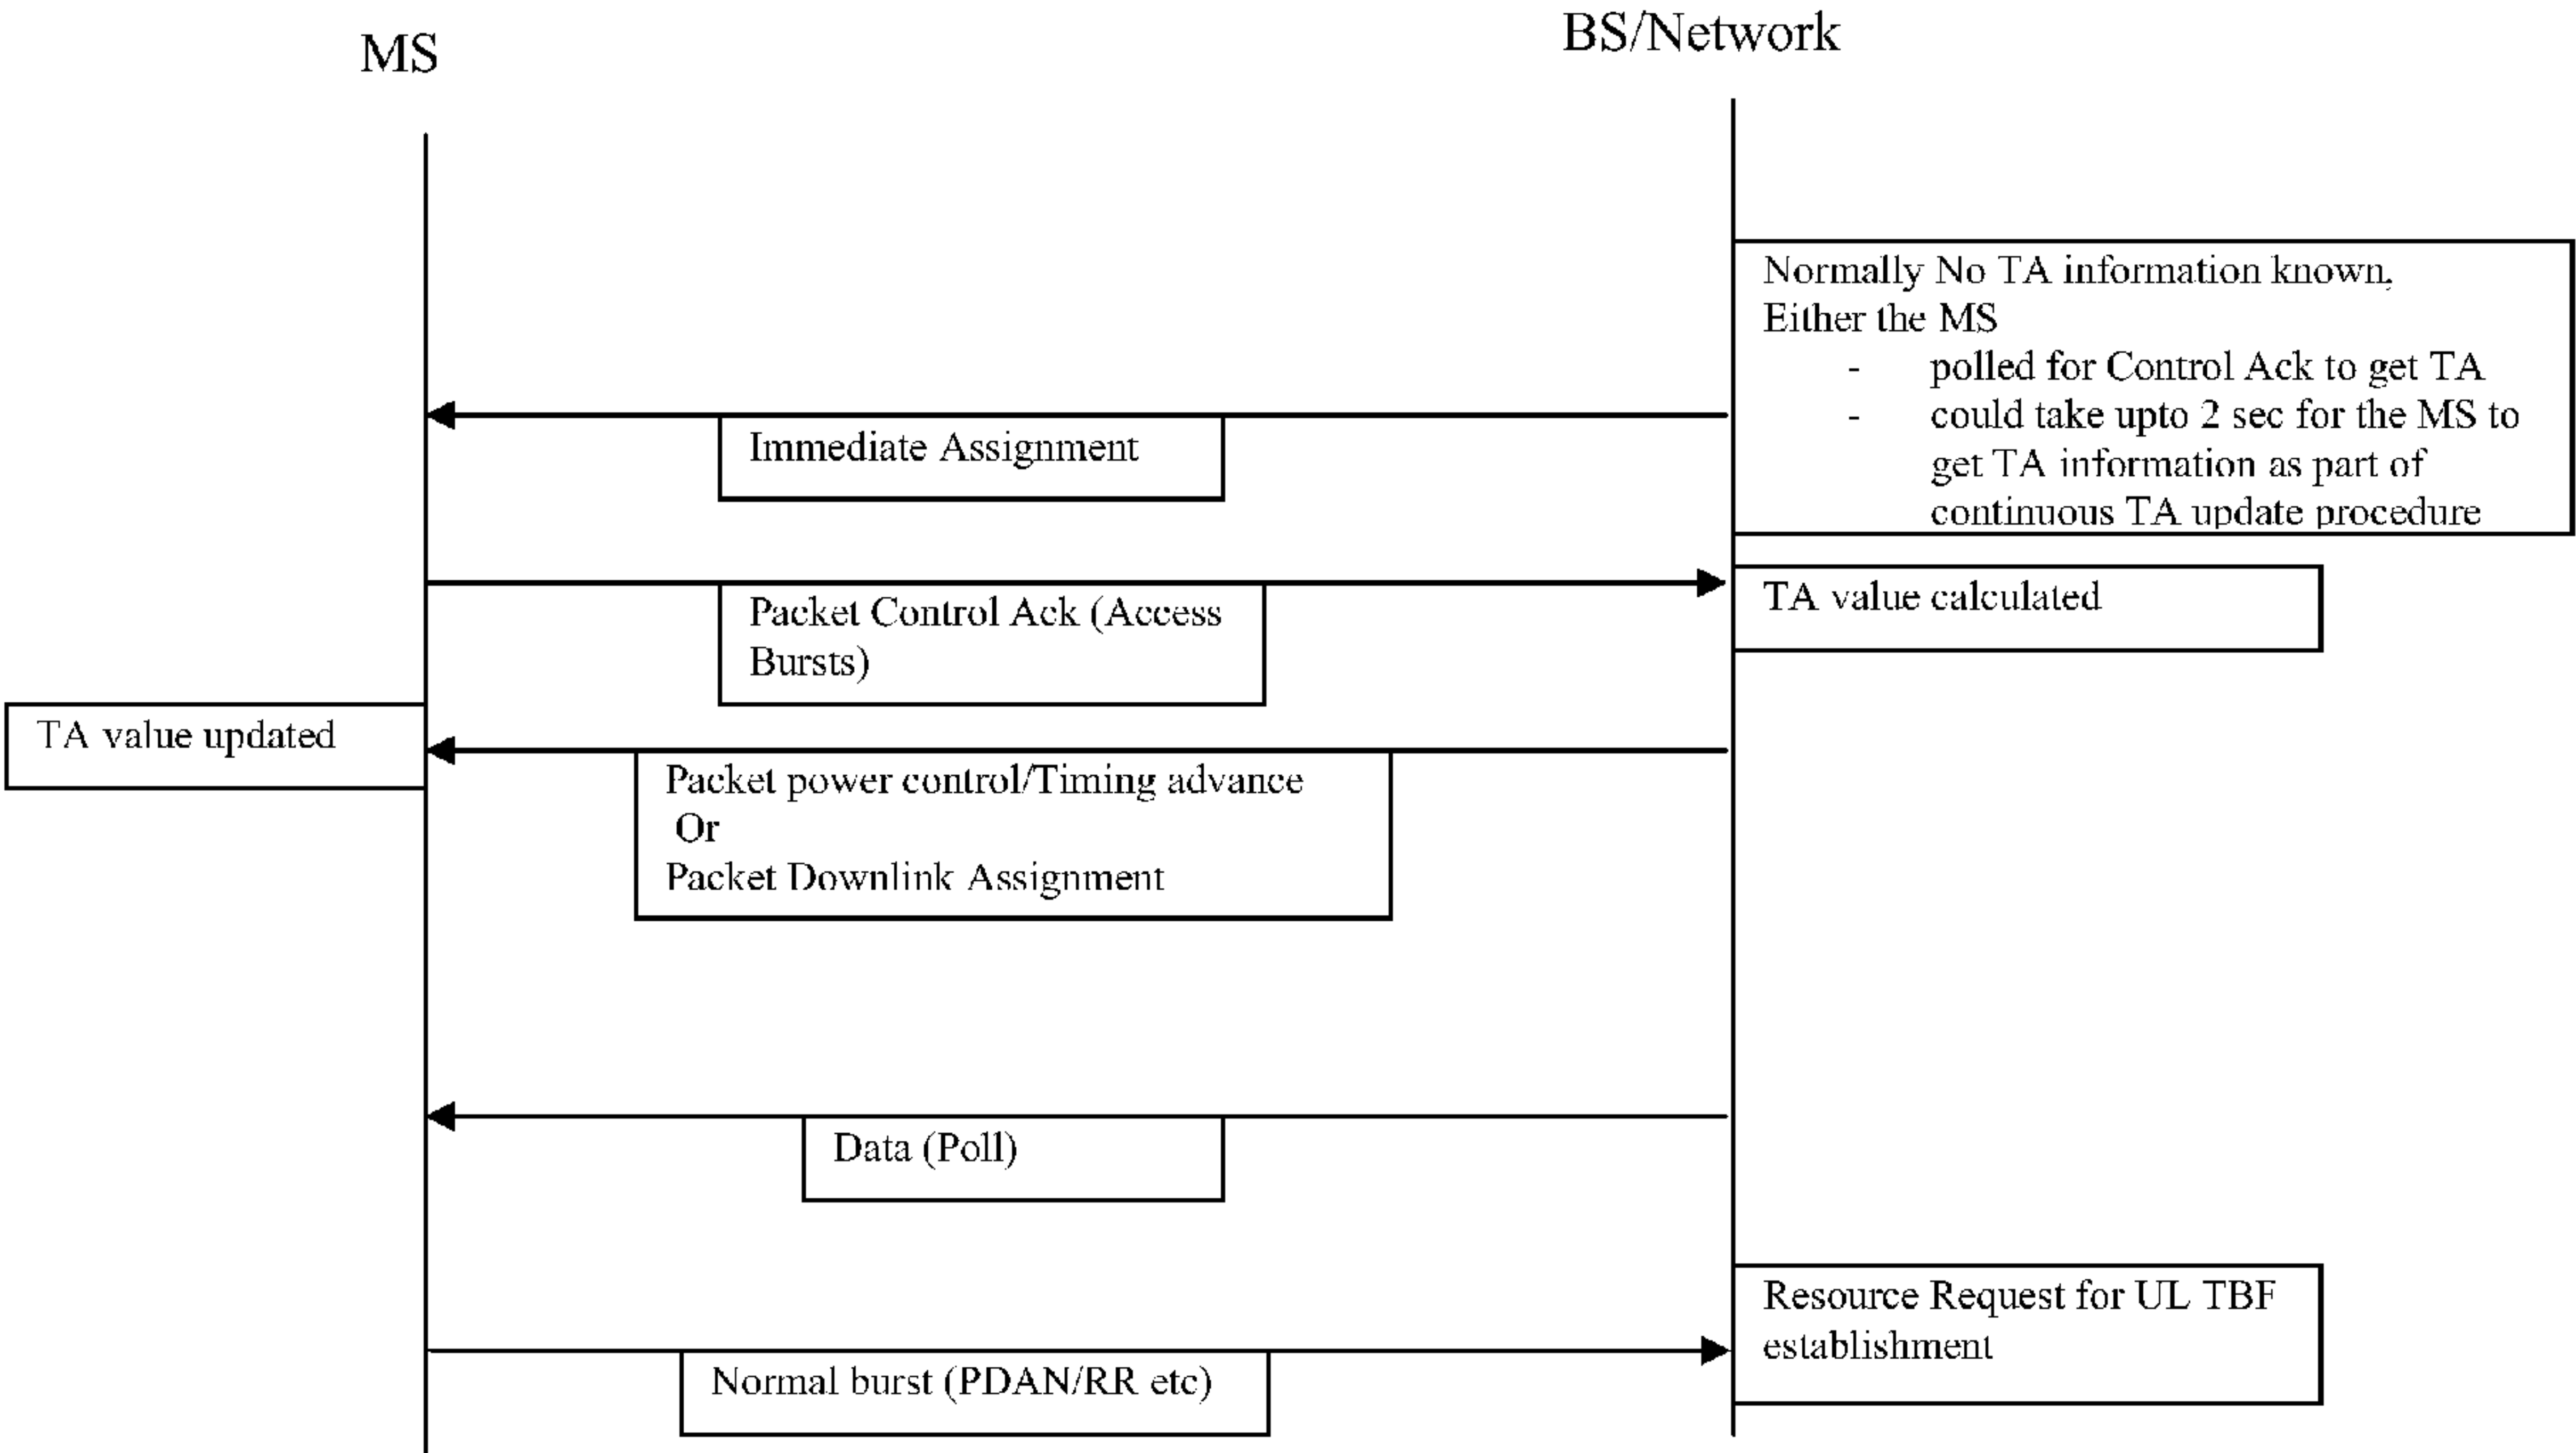 MS
BS/Network
Normally No TA information known,
Either the MS
- polled for Control Ack to get TA
- could take upto 2 sec for the MS to
get TA information as part of
continuous TA update procedure
Immediate Assignment
Packet Control Ack (Access
Bursts)
TA value calculated
TA value updated
Packet power control/Timing advance
Or
Packet Downlink Assignment
Data (Poll)
Resource Request for UL TBF
establishment
Normal burst (PDAN/RR etc)